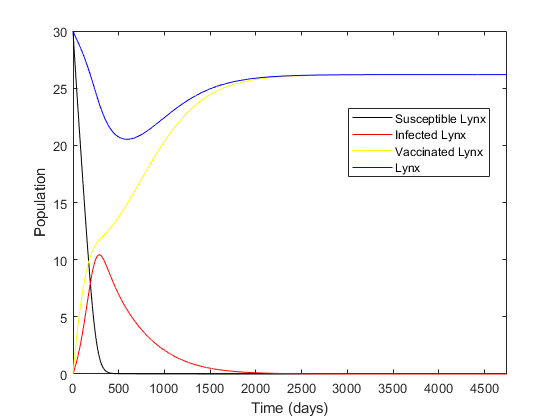 30
25
20
15
10
5
0
Population
Susceptible Lynx
Infected Lynx
Vaccinated Lynx
Lynx
0 500 1000 1500 2000 2500 3000 3500 4000 4500
Time (days)